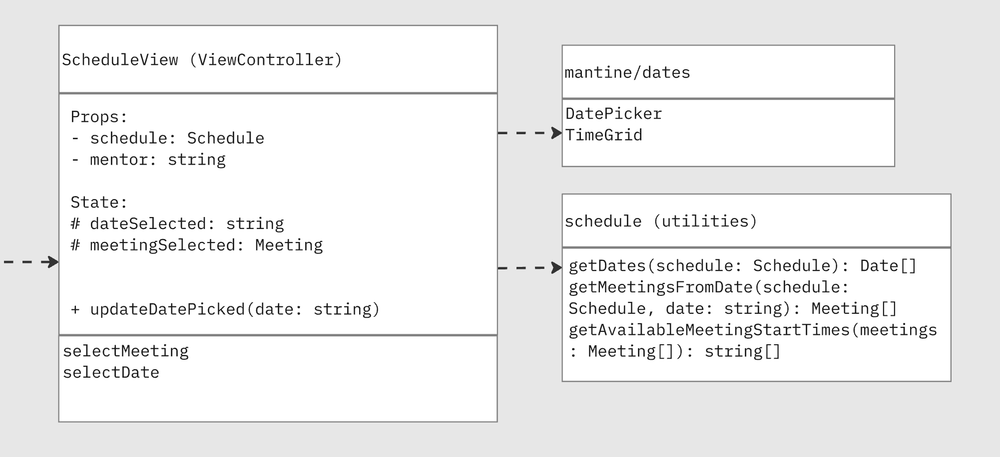 ScheduleView (ViewController)
Props:
- schedule: Schedule
- mentor: string
State:
# dateSelected: string
# meetingSelected: Meeting
+ updateDatePicked(date: string)
selectMeeting
selectDate
mantine/dates
DatePicker
TimeGrid
schedule (utilities)
getDates(schedule: Schedule): Date[]
getMeetingsFromDate(schedule:
Schedule, date: string): Meeting[]
getAvailableMeetingStartTimes(meetings
: Meeting[]): string[]